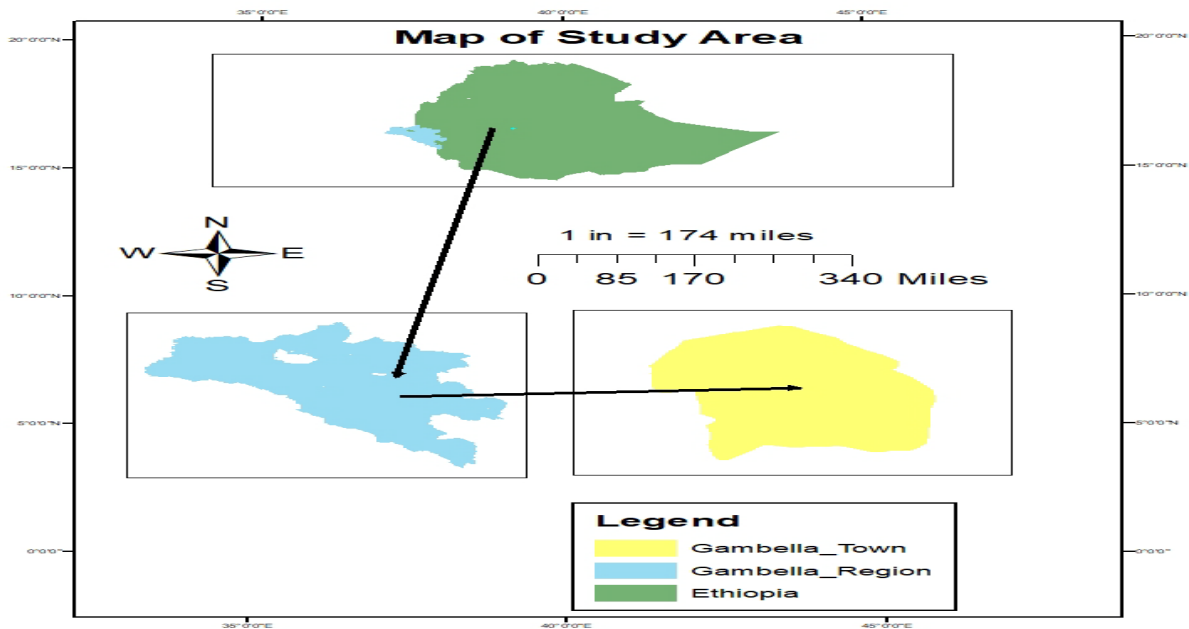 35°0'0"E 40°0'0"E 45°0'0"E
Map of Study Area
20°0'0"N 20°0'0"N
15°0'0"N 15°0'0"N
N
W E
S
1 in = 174 miles
0 85 170 340 Miles
10°0'0"N 10°0'0"N
5°0'0"N 5°0'0"N
Legend
Gambella_Town
Gambella_Region
Ethiopia
0°0'0" 0°0'0"
35°0'0"E 40°0'0"E 45°0'0"E